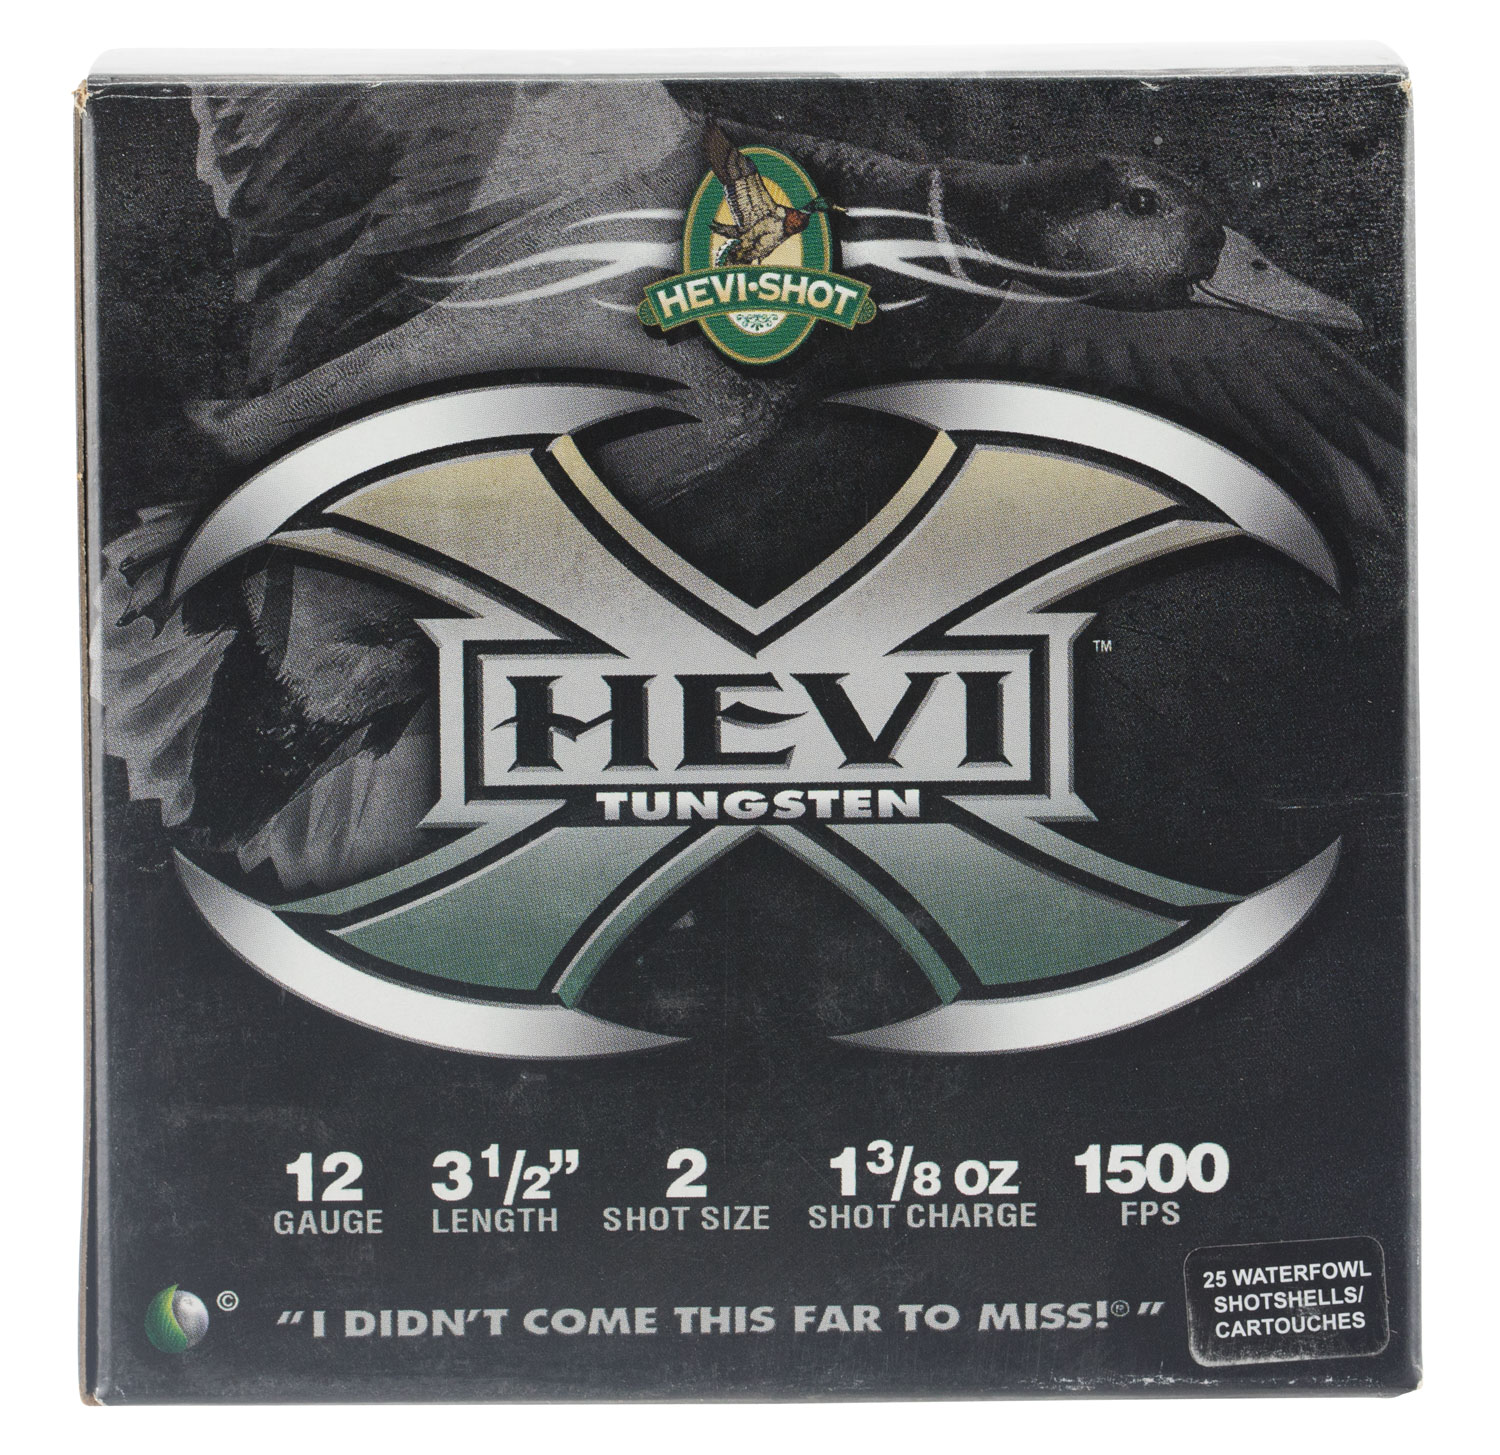 HEVI•SHOT
HEVI
™
TUNGSTEN
12 3 1/2” 2 1 3/8 OZ 1500
GAUGE LENGTH SHOT SIZE SHOT CHARGE FPS
25 WATERFOWL
SHOTSHELLS/
CARTOUCHES
© “I DIDN’T COME THIS FAR TO MISS!®”